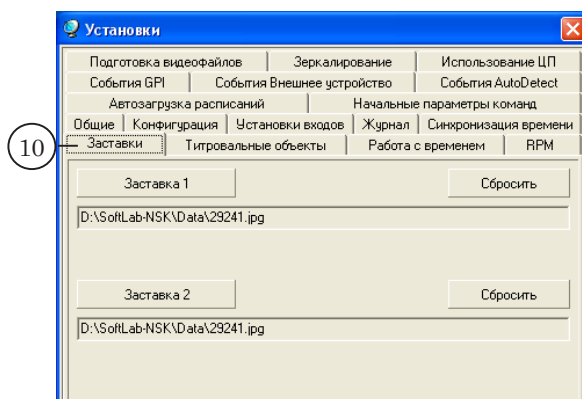 Установки
Подготовка видеофайлов Зеркалирование Использование ЦП
События GPI События Внешнее устройство События AutoDetect
Автозагрузка расписаний Начальные параметры команд
Общие Конфигурация Установки входов Журнал Синхронизация времени
10 Заставки Титровальные объекты Работа с временем RPM
Заставка 1 Сбросить
D:\SoftLab-NSK\Data\29241.jpg
Заставка 2 Сбросить
D:\SoftLab-NSK\Data\29241.jpg